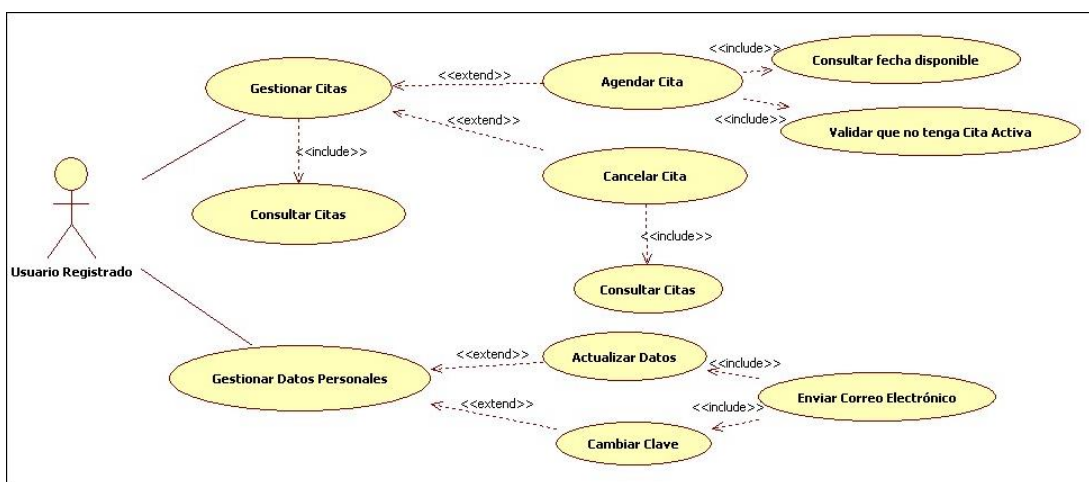 <<include>>
Consultar fecha disponible
<<extend>>
Gestionar Citas
Agendar Cita
<<include>>
<<extend>>
Validar que no tenga Cita Activa
<<include>>
Cancelar Cita
Consultar Citas
<<include>>
Usuario Registrado
Consultar Citas
<<extend>>
Actualizar Datos
<<include>>
Gestionar Datos Personales
Enviar Correo Electrónico
<<extend>>
<<include>>
Cambiar Clave